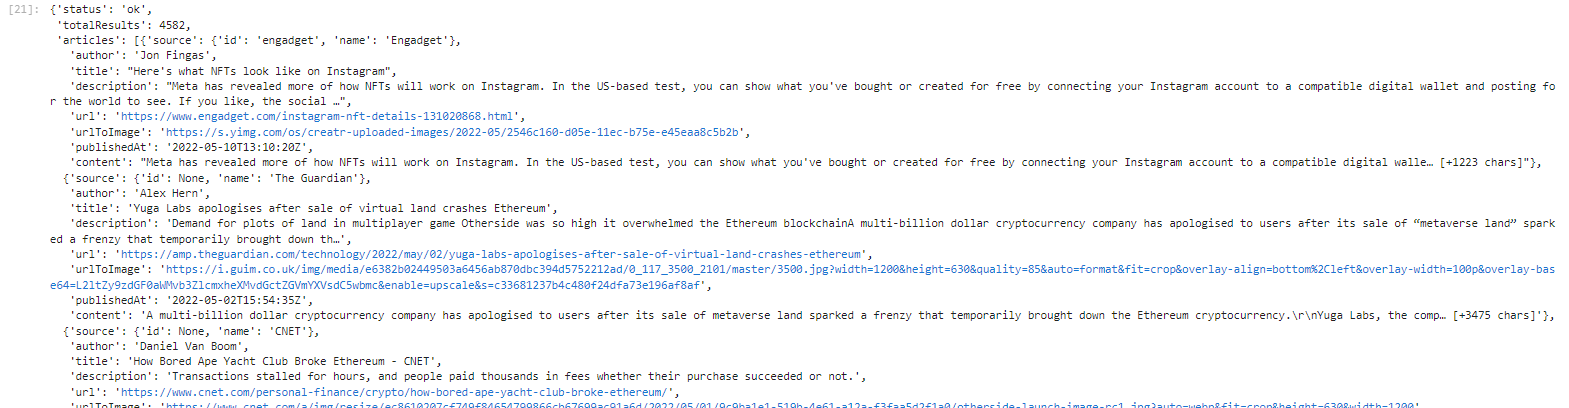 [21]: {'status': 'ok',
'totalResults': 4582,
'articles': [{'source': {'id': 'engadget', 'name': 'Engadget'},
'author': 'Jon Fingas',
'title': "Here's what NFTs look like on Instagram",
'description': "Meta has revealed more of how NFTs will work on Instagram. In the US-based test, you can show what you've bought or created for free by connecting your Instagram account to a compatible digital wallet and posting fo
r the world to see. If you like, the social …",
'url': 'https://www.engadget.com/instagram-nft-details-131020868.html',
'urlToImage': 'https://s.yimg.com/os/creatr-uploaded-images/2022-05/2546c160-d05e-11ec-b75e-e45eaa8c5b2b',
'publishedAt': '2022-05-10T13:10:20Z',
'content': "Meta has revealed more of how NFTs will work on Instagram. In the US-based test, you can show what you've bought or created for free by connecting your Instagram account to a compatible digital walle… [+1223 chars]"},
{'source': {'id': None, 'name': 'The Guardian'},
'author': 'Alex Hern',
'title': 'Yuga Labs apologises after sale of virtual land crashes Ethereum',
'description': 'Demand for plots of land in multiplayer game Otherside was so high it overwhelmed the Ethereum blockchainA multi-billion dollar cryptocurrency company has apologised to users after its sale of “metaverse land” spark
ed a frenzy that temporarily brought down th…',
'url': 'https://amp.theguardian.com/technology/2022/may/02/yuga-labs-apologises-after-sale-of-virtual-land-crashes-ethereum',
'urlToImage': 'https://i.guim.co.uk/img/media/e6382b02449503a6456ab870dbc394d5752212ad/0_117_3500_2101/master/3500.jpg?width=1200&height=630&quality=85&auto=format&fit=crop&overlay-align=bottom%2Cleft&overlay-width=100p&overlay-bas
e64=L2ltZy9zdGF0aWMvb3ZlcmxheXMvdGctZGVmYXVsdC5wbmc&enable=upscale&s=c33681237b4c480f24dfa73e196af8af',
'publishedAt': '2022-05-02T15:54:35Z',
'content': 'A multi-billion dollar cryptocurrency company has apologised to users after its sale of metaverse land sparked a frenzy that temporarily brought down the Ethereum cryptocurrency.\r\nYuga Labs, the comp… [+3475 chars]'},
{'source': {'id': None, 'name': 'CNET'},
'author': 'Daniel Van Boom',
'title': 'How Bored Ape Yacht Club Broke Ethereum - CNET',
'description': 'Transactions stalled for hours, and people paid thousands in fees whether their purchase succeeded or not.',
'url': 'https://www.cnet.com/personal-finance/crypto/how-bored-ape-yacht-club-broke-ethereum/',
'urlToImage':